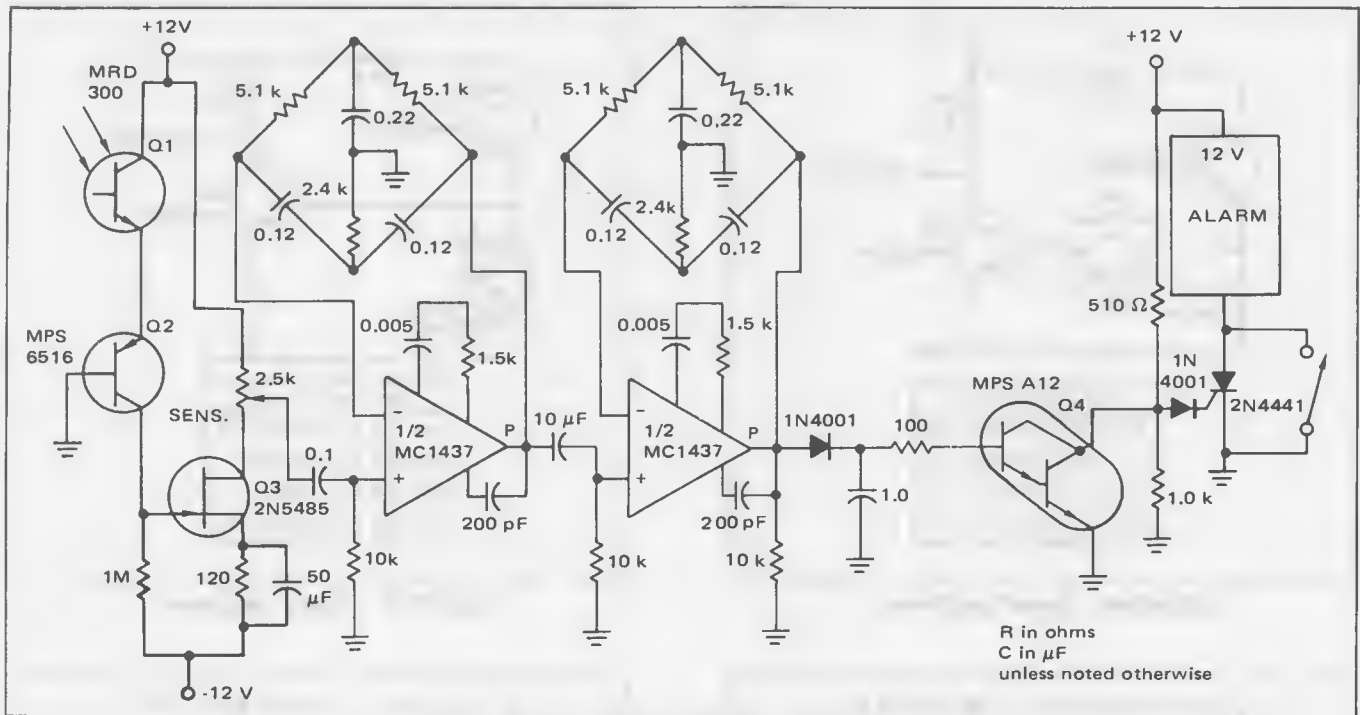 +12V
MRD
300
Q1
MPS
6516
Q2
2.5k
SENS.
0.1
Q3
2N5485
1M
120
50
μF
-12 V
10k
5.1 k
5.1k
0.22
2.4 k
0.12
0.12
0.005
1.5k
-
+
1/2
MC1437
P
200 pF
10 μF
10 k
5.1 k
5.1k
0,22
2.4k
0.12
0.12
0.005
1.5 k
-
+
1/2
MC1437
P
200 pF
10 k
1N4001
1.0
100
MPS A12
Q4
+12 V
12 V
ALARM
510 Ω
1N
4001
2N4441
1.0 k
R in ohms
C in μF
unless noted otherwise